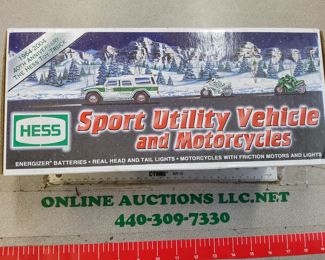 1964-2004
40TH ANNIVERSARY
THE HESS TOY TRUCK
HESS
Sport Utility Vehicle
and Motorcycles
ENERGIZER® BATTERIES • REAL HEAD AND TAIL LIGHTS • MOTORCYCLES WITH FRICTION MOTORS AND LIGHTS
ONLINE AUCTIONS LLC.NET
440-309-7330